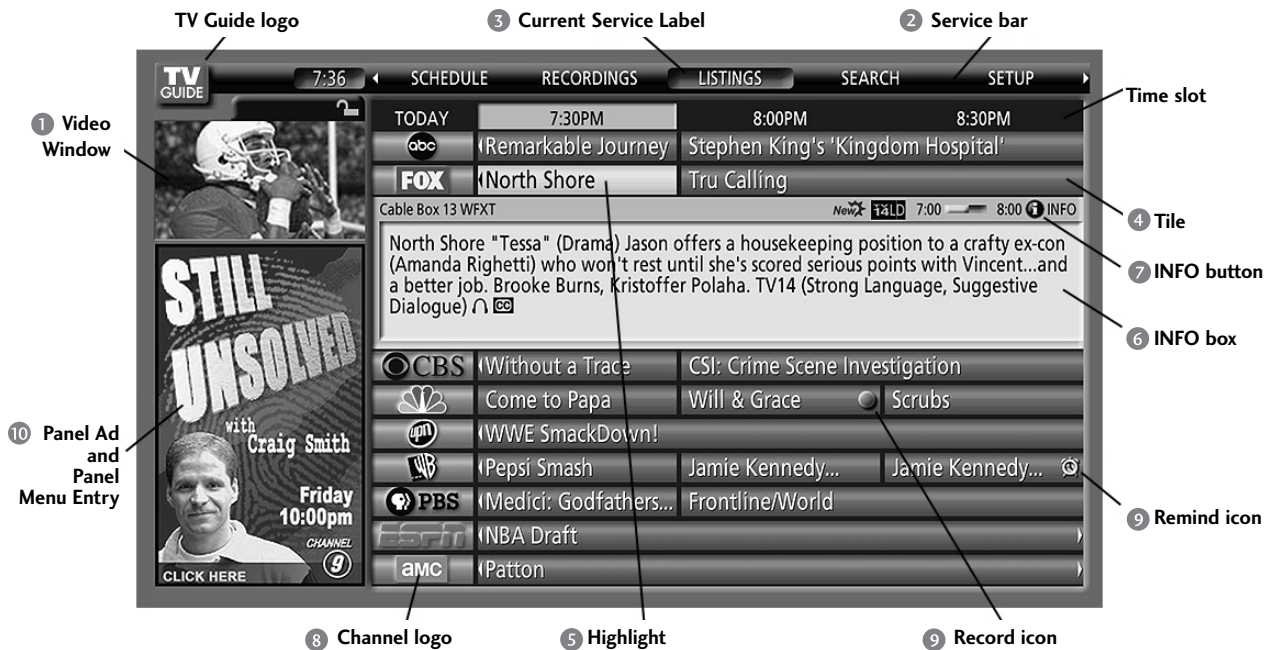 TV Guide logo
3 Current Service Label
2 Service bar
TV GUIDE
7:36
SCHEDULE RECORDINGS LISTINGS SEARCH SETUP
Time slot
TODAY 7:30PM 8:00PM 8:30PM
1 Video
Window
abc Remarkable Journey Stephen King's 'Kingdom Hospital'
FOX North Shore Tru Calling
4 Tile
Cable Box 13 WFXT New 14LD 7:00 8:00 i INFO
7 INFO button
North Shore "Tessa" (Drama) Jason offers a housekeeping position to a crafty ex-con
(Amanda Righetti) who won't rest until she's scored serious points with Vincent...and
a better job. Brooke Burns, Kristoffer Polaha. TV14 (Strong Language, Suggestive
Dialogue) CC
6 INFO box
CBS Without a Trace CSI: Crime Scene Investigation
Come to Papa Will & Grace Scrubs
upn WWE SmackDown!
WB Pepsi Smash Jamie Kennedy... Jamie Kennedy...
PBS Medici: Godfathers... Frontline/World
ESPN NBA Draft
amc Patton
9 Remind icon
STILL
UNSOLVED
with
Craig Smith
Friday
10:00pm
CHANNEL
9
CLICK HERE
10 Panel Ad
and
Panel
Menu Entry
8 Channel logo
5 Highlight
9 Record icon